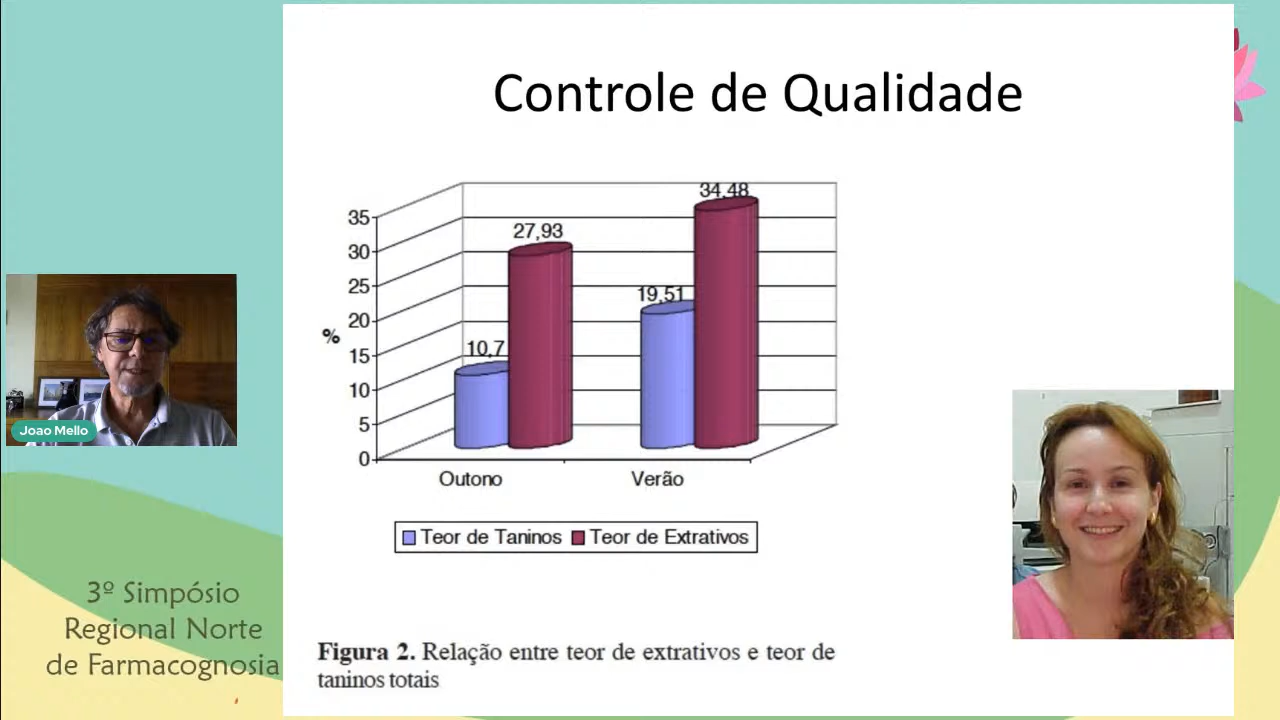 Controle de Qualidade
34,48
27,93
19,51
10,7
%
35
30
25
20
15
10
5
0
Outono
Verão
Teor de Taninos
Teor de Extrativos
Figura 2. Relação entre teor de extrativos e teor de
taninos totais
Joao Mello
3º Simpósio
Regional Norte
de Farmacognosia